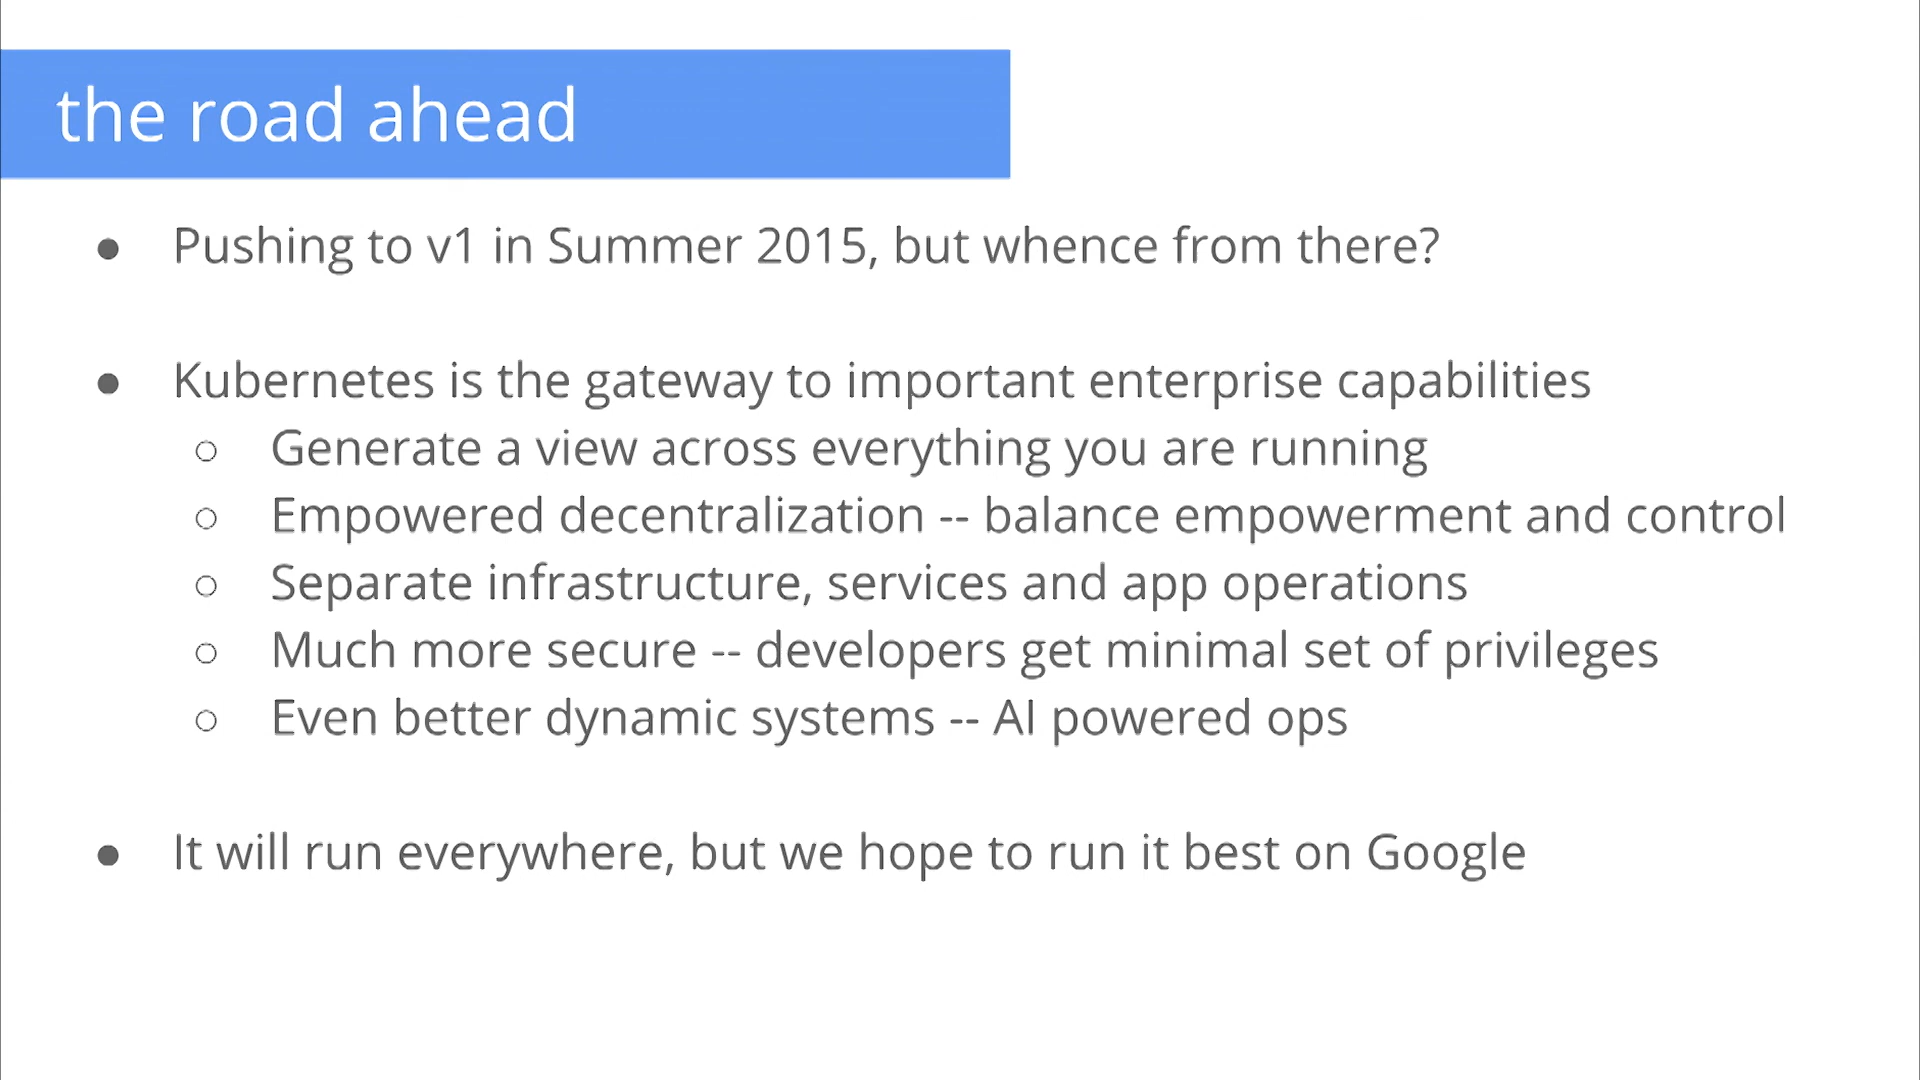 the road ahead
● Pushing to v1 in Summer 2015, but whence from there?
● Kubernetes is the gateway to important enterprise capabilities
○ Generate a view across everything you are running
○ Empowered decentralization -- balance empowerment and control
○ Separate infrastructure, services and app operations
○ Much more secure -- developers get minimal set of privileges
○ Even better dynamic systems -- AI powered ops
● It will run everywhere, but we hope to run it best on Google